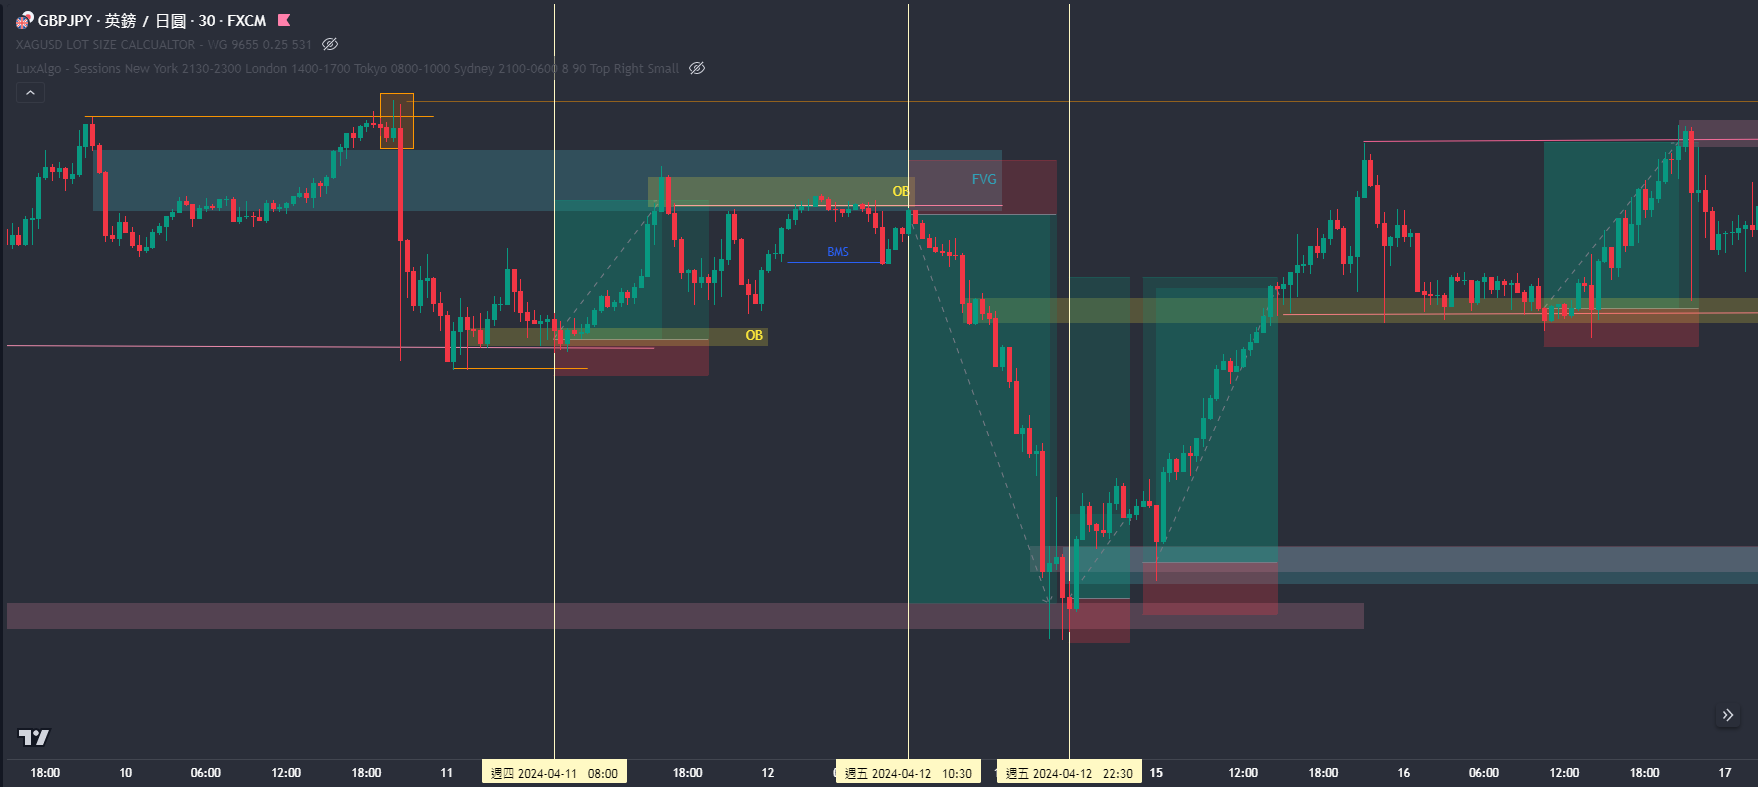 GBPJPY · 英鎊 / 日圓 · 30 · FXCM
XAGUSD LOT SIZE CALCUALTOR - WG 9655 0.25 531
LuxAlgo - Sessions New York 2130-2300 London 1400-1700 Tokyo 0800-1000 Sydney 2100-0600 8 90 Top Right Small
FVG
OB
BMS
OB
18:00 10 06:00 12:00 18:00 11 週四 2024-04-11 08:00 18:00 12 週五 2024-04-12 10:30 週五 2024-04-12 22:30 15 12:00 18:00 16 06:00 12:00 18:00 17